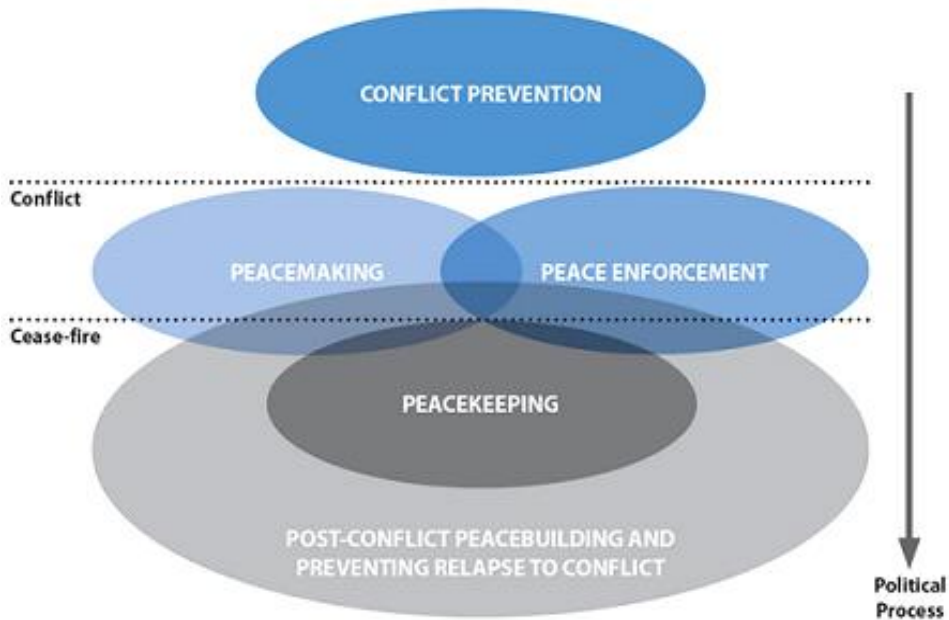 CONFLICT PREVENTION
Conflict
PEACEMAKING
PEACE ENFORCEMENT
Cease-fire
PEACEKEEPING
POST-CONFLICT PEACEBUILDING AND
PREVENTING RELAPSE TO CONFLICT
Political
Process